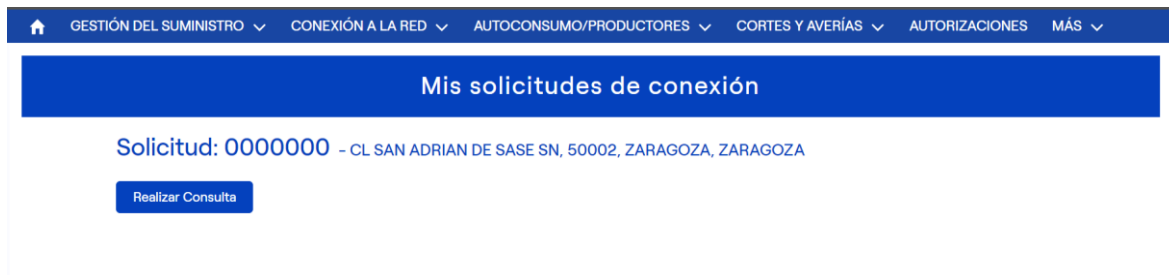 GESTIÓN DEL SUMINISTRO CONEXIÓN A LA RED AUTOCONSUMO/PRODUCTORES CORTES Y AVERÍAS AUTORIZACIONES MÁS
Mis solicitudes de conexión
Solicitud: 0000000 - CL SAN ADRIAN DE SASE SN, 50002, ZARAGOZA, ZARAGOZA
Realizar Consulta